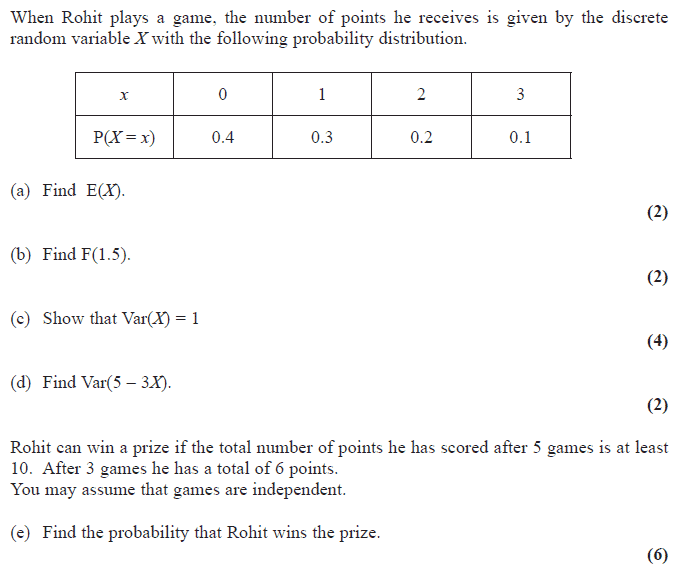 When Rohit plays a game, the number of points he receives is given by the discrete
random variable X with the following probability distribution.
x 0 1 2 3
P(X = x) 0.4 0.3 0.2 0.1
(a) Find E(X).
(2)
(b) Find F(1.5).
(2)
(c) Show that Var(X) = 1
(4)
(d) Find Var(5 – 3X).
(2)
Rohit can win a prize if the total number of points he has scored after 5 games is at least
10. After 3 games he has a total of 6 points.
You may assume that games are independent.
(e) Find the probability that Rohit wins the prize.
(6)